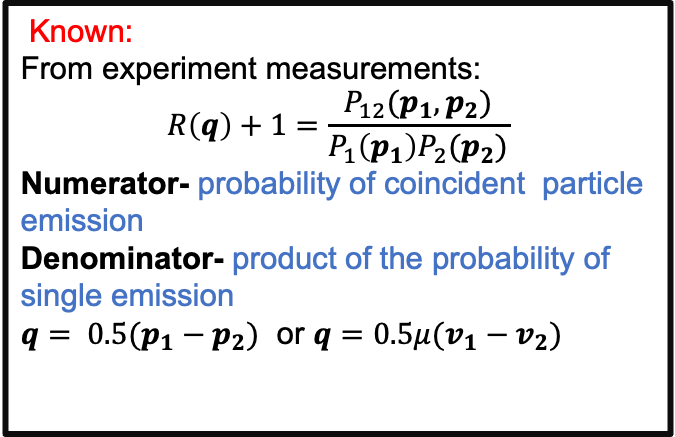 Known:
From experiment measurements:
R(q) + 1 = P₁₂(p₁,p₂) / P₁(p₁)P₂(p₂)
Numerator- probability of coincident particle
emission
Denominator- product of the probability of
single emission
q = 0.5(p₁ − p₂) or q = 0.5μ(v₁ − v₂)